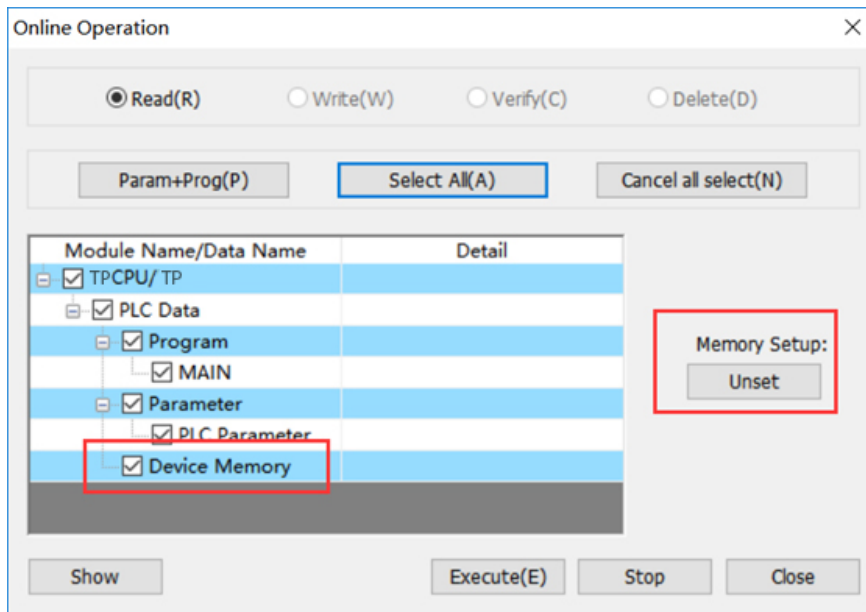 Online Operation
Read(R) Write(W) Verify(C) Delete(D)
Param+Prog(P) Select All(A) Cancel all select(N)
Module Name/Data Name Detail
TPCPU/ TP
PLC Data
Program
MAIN
Parameter
PLC Parameter
Device Memory
Memory Setup:
Unset
Show Execute(E) Stop Close